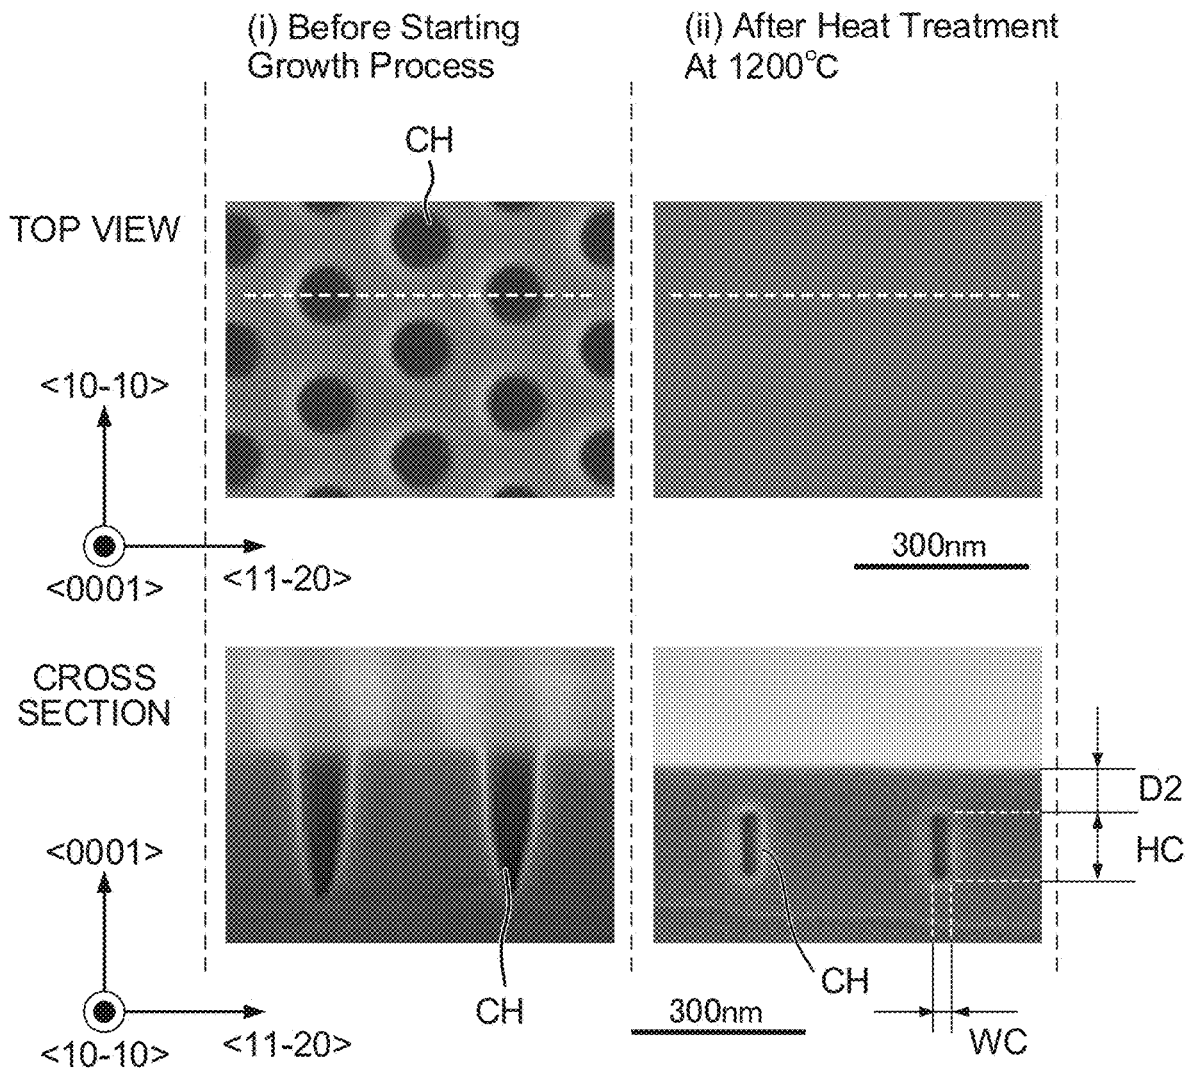 (i) Before Starting
Growth Process
(ii) After Heat Treatment
At 1200°C
CH
TOP VIEW
<10-10>
<0001>
<11-20>
300nm
CROSS
SECTION
D2
HC
<0001>
CH
CH
<10-10>
<11-20>
300nm
WC